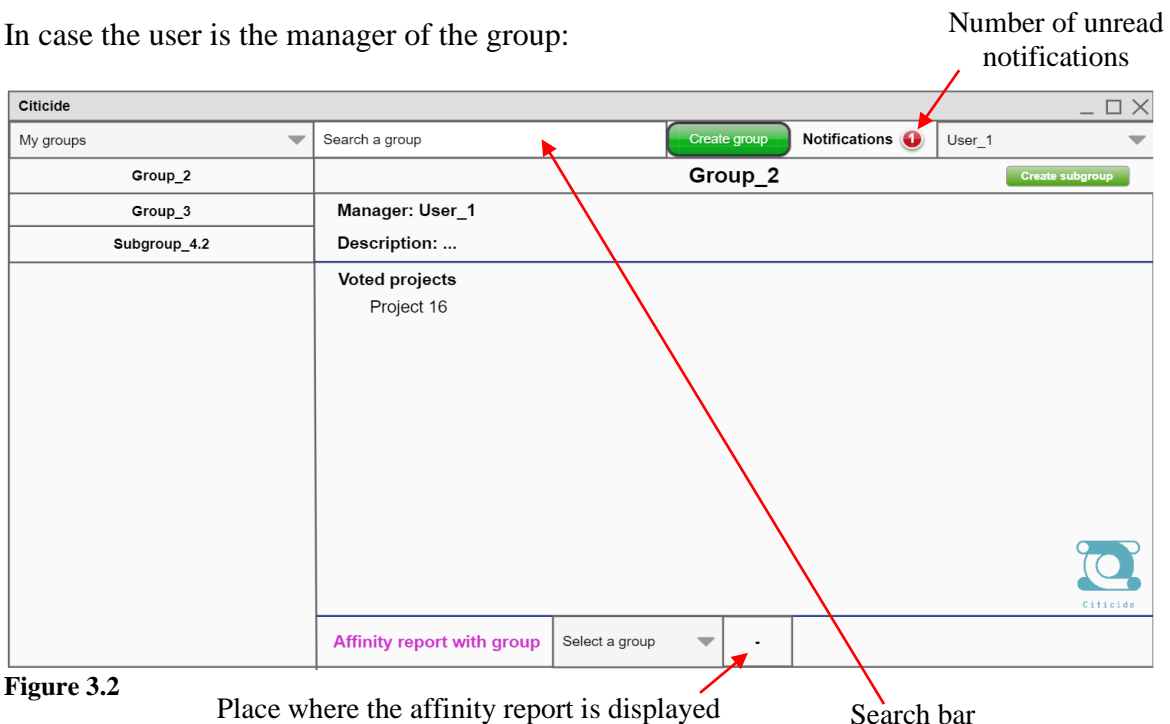 Number of unread
notifications
In case the user is the manager of the group:
Citicide
My groups
Search a group
Create group
Notifications 1
User_1
Group_2
Group_2
Create subgroup
Group_3
Manager: User_1
Subgroup_4.2
Description: ...
Voted projects
Project 16
Citicide
Affinity report with group
Select a group
-
Figure 3.2
Place where the affinity report is displayed
Search bar